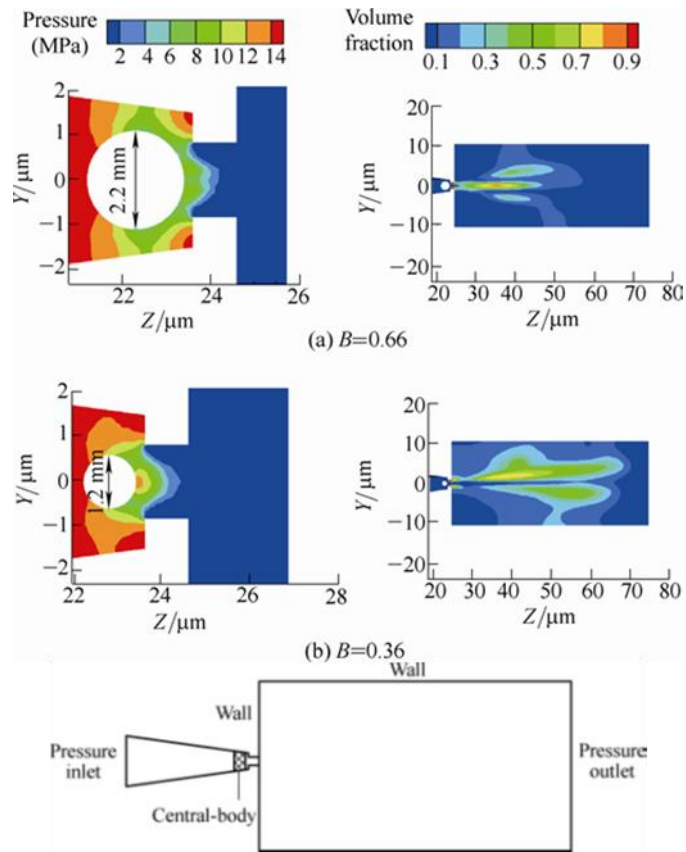 Pressure
(MPa)
2 4 6 8 10 12 14
Volume
fraction
0.1 0.3 0.5 0.7 0.9
2
1
0
−1
−2
Y/μm
2.2 mm
22 24 26
Z/μm
20
10
0
−10
−20
Y/μm
20 30 40 50 60 70 80
Z/μm
(a) B=0.66
2
1
0
−1
−2
Y/μm
1.2 mm
22 24 26 28
Z/μm
20
10
0
−10
−20
Y/μm
20 30 40 50 60 70 80
Z/μm
(b) B=0.36
Wall
Wall
Pressure
inlet
Pressure
outlet
Central-body